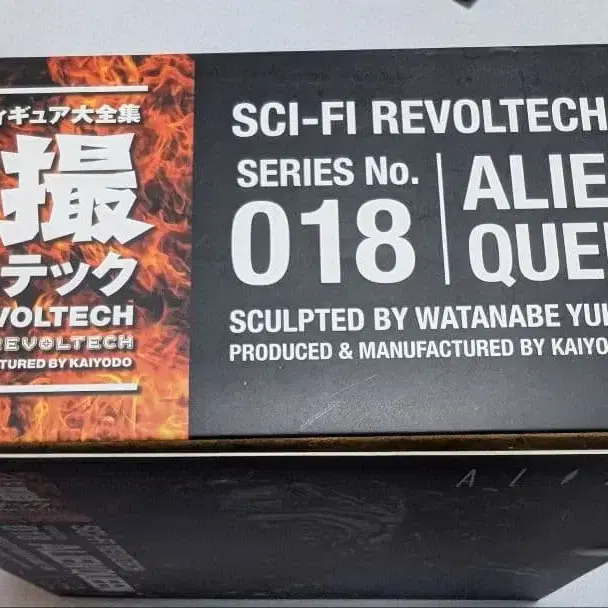 ィギュア大全集
撮
テック
VOLTECH
REVOLTECH
TURED BY KAIYODO
SCI-FI REVOLTECH
SERIES No.
018
ALIE
QUE
SCULPTED BY WATANABE YU
PRODUCED & MANUFACTURED BY KAIYO